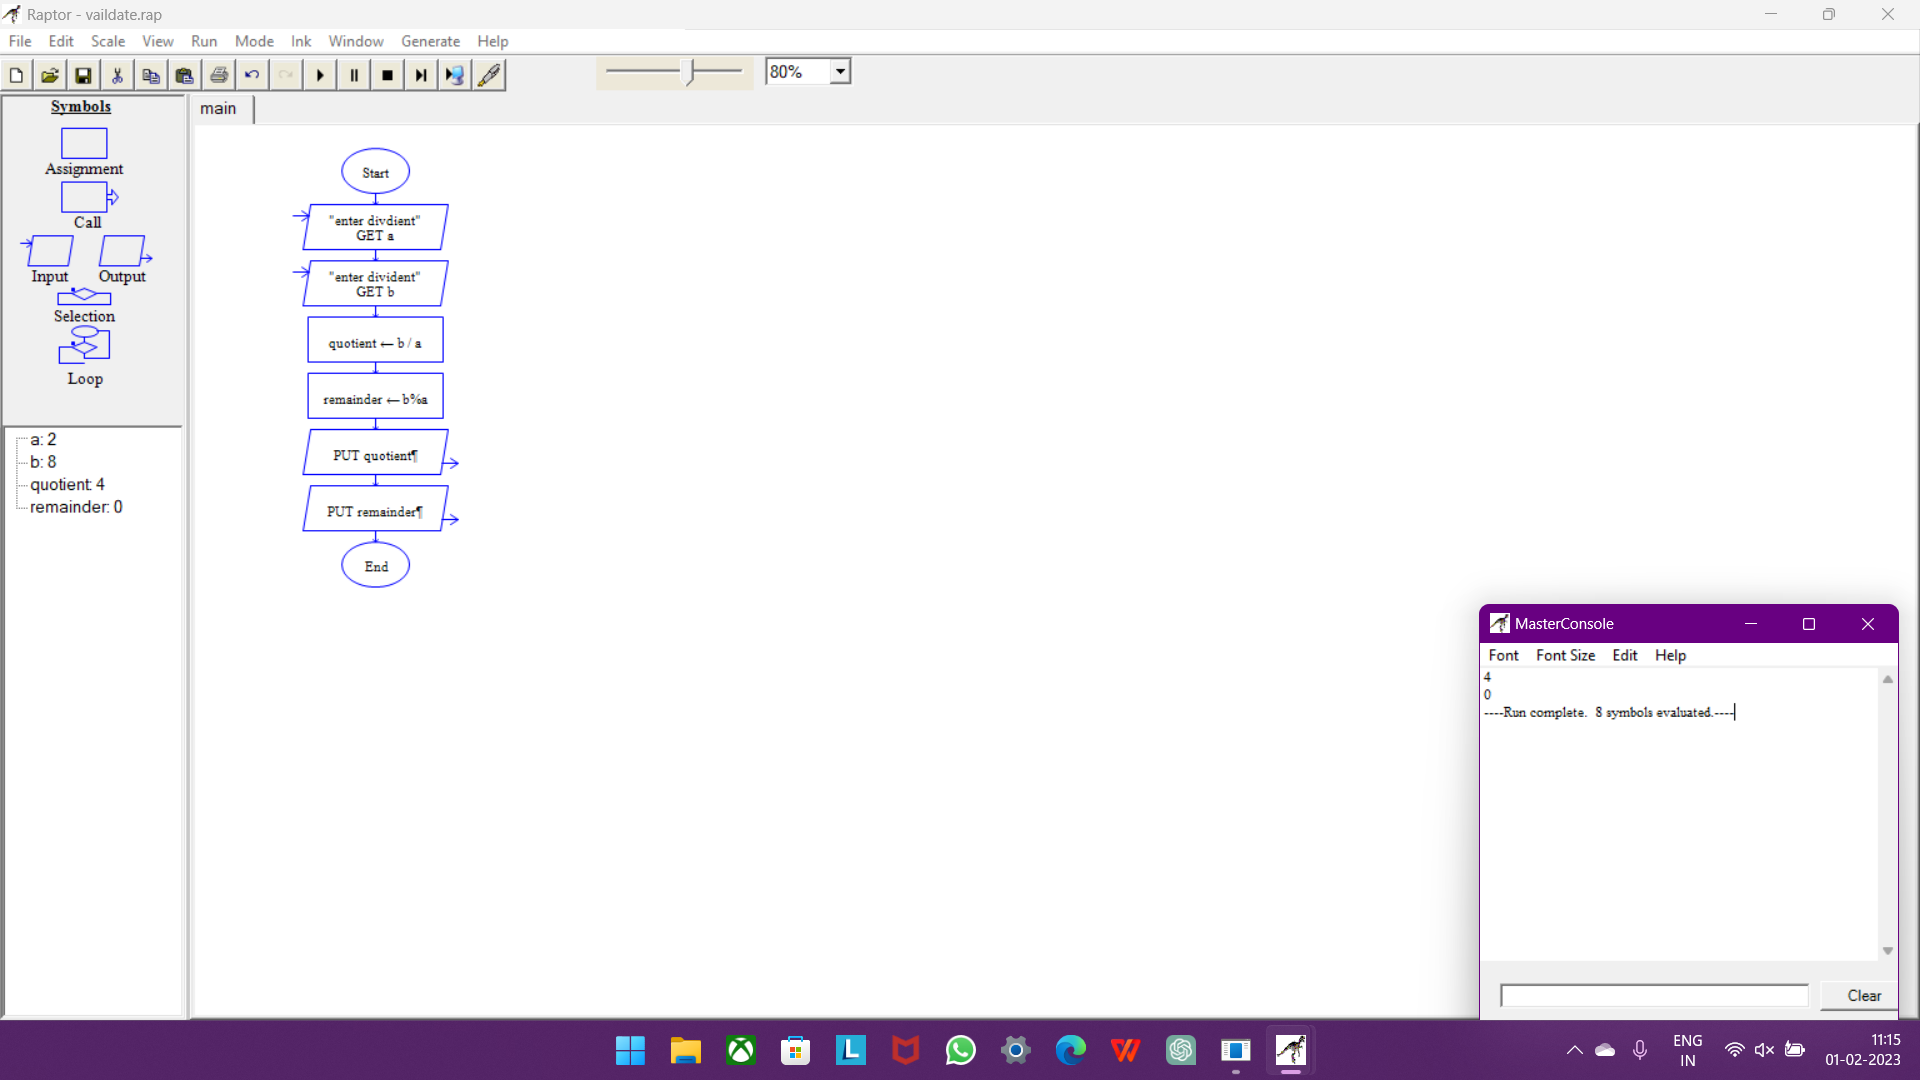 Raptor - vaildate.rap
File Edit Scale View Run Mode Ink Window Generate Help
80%
Symbols
Assignment
Call
Input Output
Selection
Loop
a: 2
b: 8
quotient: 4
remainder: 0
main
Start
"enter divdient"
GET a
"enter divident"
GET b
quotient ← b / a
remainder ← b%a
PUT quotient¶
PUT remainder¶
End
MasterConsole
Font Font Size Edit Help
4
0
----Run complete. 8 symbols evaluated.----
Clear
ENG
IN
11:15
01-02-2023